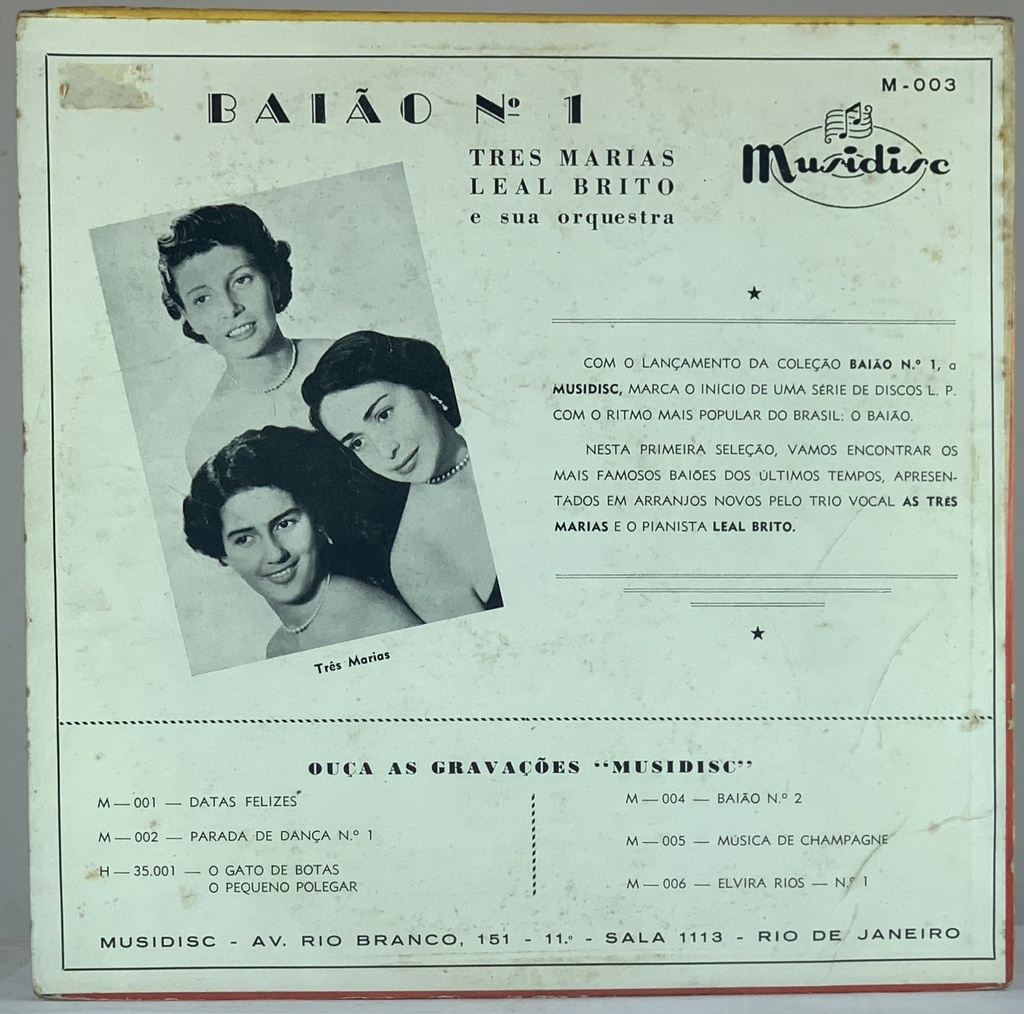 M-003
BAIÃO Nº 1
Musidisc
TRES MARIAS
LEAL BRITO
e sua orquestra
COM O LANÇAMENTO DA COLEÇÃO BAIÃO N.º 1, a
MUSIDISC, MARCA O INÍCIO DE UMA SÉRIE DE DISCOS L. P.
COM O RITMO MAIS POPULAR DO BRASIL: O BAIÃO.
NESTA PRIMEIRA SELEÇÃO, VAMOS ENCONTRAR OS
MAIS FAMOSOS BAIÕES DOS ÚLTIMOS TEMPOS, APRESEN-
TADOS EM ARRANJOS NOVOS PELO TRIO VOCAL AS TRÊS
MARIAS E O PIANISTA LEAL BRITO.
Três Marias
OUÇA AS GRAVAÇÕES “MUSIDISC”
M — 001 — DATAS FELIZES
M — 002 — PARADA DE DANÇA N.º 1
H — 35.001 — O GATO DE BOTAS
O PEQUENO POLEGAR
M — 004 — BAIÃO N.º 2
M — 005 — MÚSICA DE CHAMPAGNE
M — 006 — ELVIRA RIOS — N.º 1
MUSIDISC - AV. RIO BRANCO, 151 - 11.º - SALA 1113 - RIO DE JANEIRO